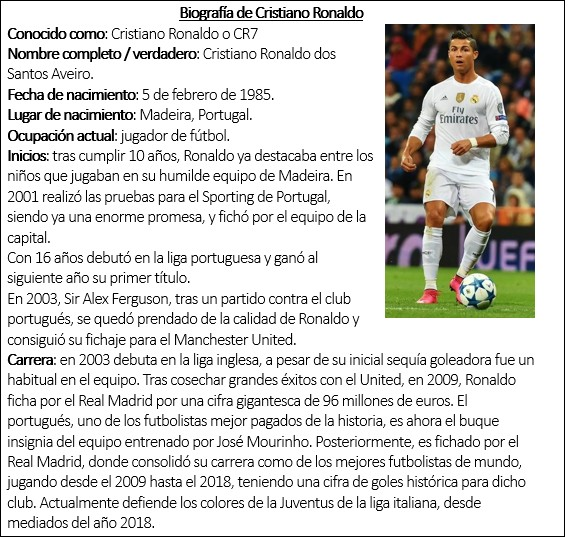 Biografía de Cristiano Ronaldo
Conocido como: Cristiano Ronaldo o CR7
Nombre completo / verdadero: Cristiano Ronaldo dos
Santos Aveiro.
Fecha de nacimiento: 5 de febrero de 1985.
Lugar de nacimiento: Madeira, Portugal.
Ocupación actual: jugador de fútbol.
Inicios: tras cumplir 10 años, Ronaldo ya destacaba entre los
niños que jugaban en su humilde equipo de Madeira. En
2001 realizó las pruebas para el Sporting de Portugal,
siendo ya una enorme promesa, y fichó por el equipo de la
capital.
Con 16 años debutó en la liga portuguesa y ganó al
siguiente año su primer título.
En 2003, Sir Alex Ferguson, tras un partido contra el club
portugués, se quedó prendado de la calidad de Ronaldo y
consiguió su fichaje para el Manchester United.
Carrera: en 2003 debuta en la liga inglesa, a pesar de su inicial sequía goleadora fue un
habitual en el equipo. Tras cosechar grandes éxitos con el United, en 2009, Ronaldo
ficha por el Real Madrid por una cifra gigantesca de 96 millones de euros. El
portugués, uno de los futbolistas mejor pagados de la historia, es ahora el buque
insignia del equipo entrenado por José Mourinho. Posteriormente, es fichado por el
Real Madrid, donde consolidó su carrera como de los mejores futbolistas de mundo,
jugando desde el 2009 hasta el 2018, teniendo una cifra de goles histórica para dicho
club. Actualmente defiende los colores de la Juventus de la liga italiana, desde
mediados del año 2018.
Fly
Emirates
UEF